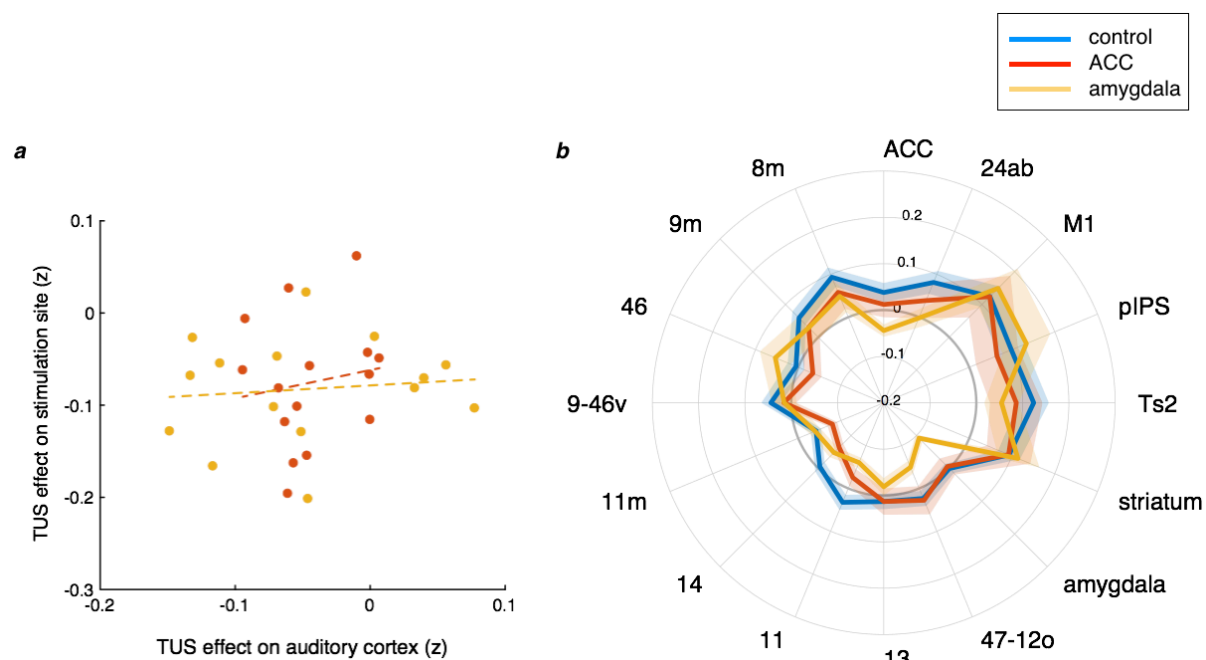 control
ACC
amygdala
a
b
ACC
8m
24ab
9m
M1
46
pIPS
9-46v
Ts2
11m
striatum
14
amygdala
11
47-12o
13
0.2
0.1
0
-0.1
-0.2
0.1
0
-0.1
-0.2
-0.3
-0.2
-0.1
0
0.1
TUS effect on stimulation site (z)
TUS effect on auditory cortex (z)